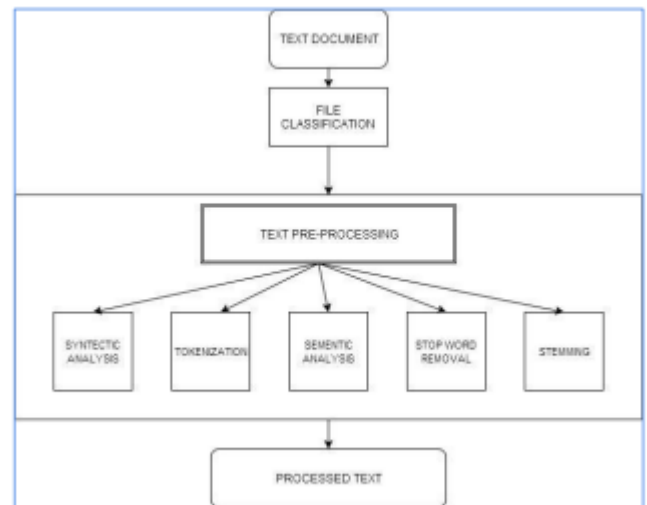 TEXT DOCUMENT
FILE
CLASSIFICATION
TEXT PRE-PROCESSING
SYNTECTIC
ANALYSIS
TOKENIZATION
SEMENTIC
ANALYSIS
STOP WORD
REMOVAL
STEMMING
PROCESSED TEXT